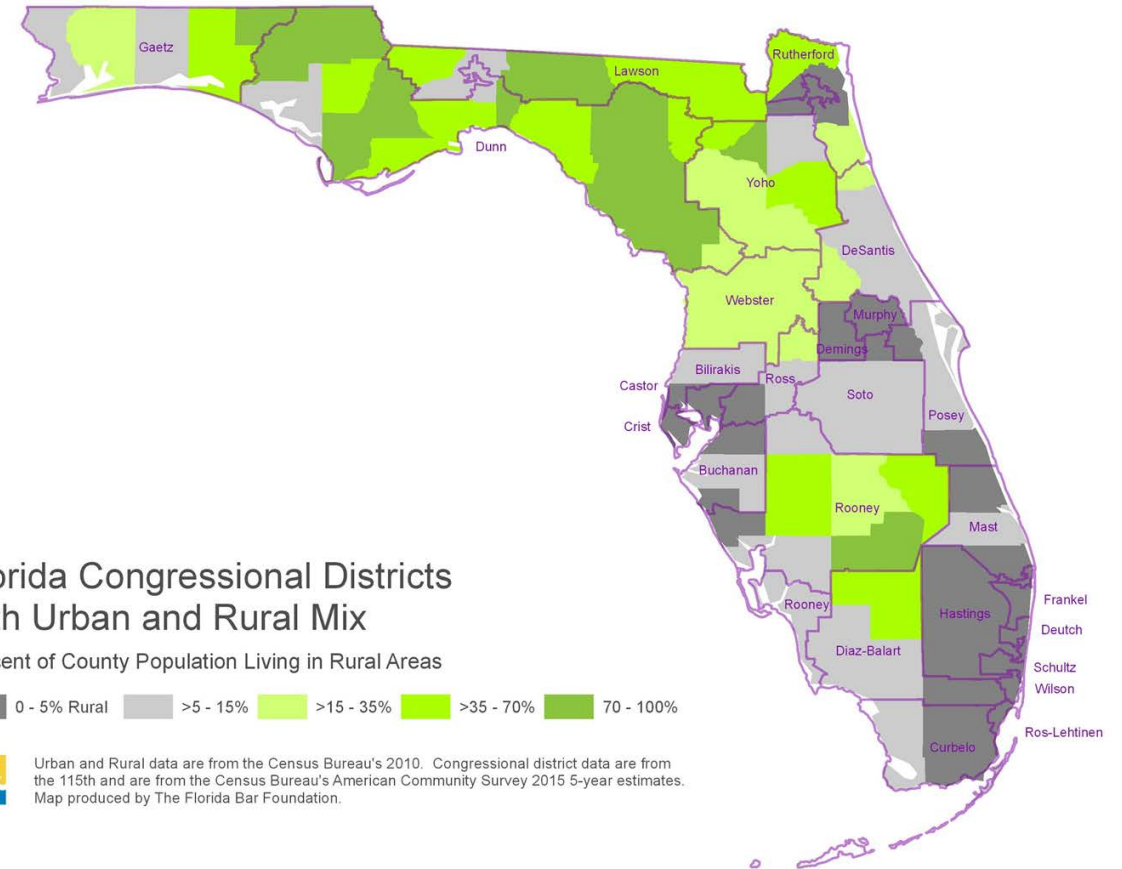 Gaetz
Rutherford
Lawson
Dunn
Yoho
DeSantis
Webster
Murphy
Demings
Bilirakis
Ross
Castor
Soto
Posey
Crist
Buchanan
Rooney
Mast
orida Congressional Districts
h Urban and Rural Mix
ent of County Population Living in Rural Areas
Frankel
Rooney
Hastings
Deutch
Diaz-Balart
Schultz
Wilson
0 - 5% Rural >5 - 15% >15 - 35% >35 - 70% 70 - 100%
Ros-Lehtinen
Curbelo
Urban and Rural data are from the Census Bureau's 2010. Congressional district data are from
the 115th and are from the Census Bureau's American Community Survey 2015 5-year estimates.
Map produced by The Florida Bar Foundation.